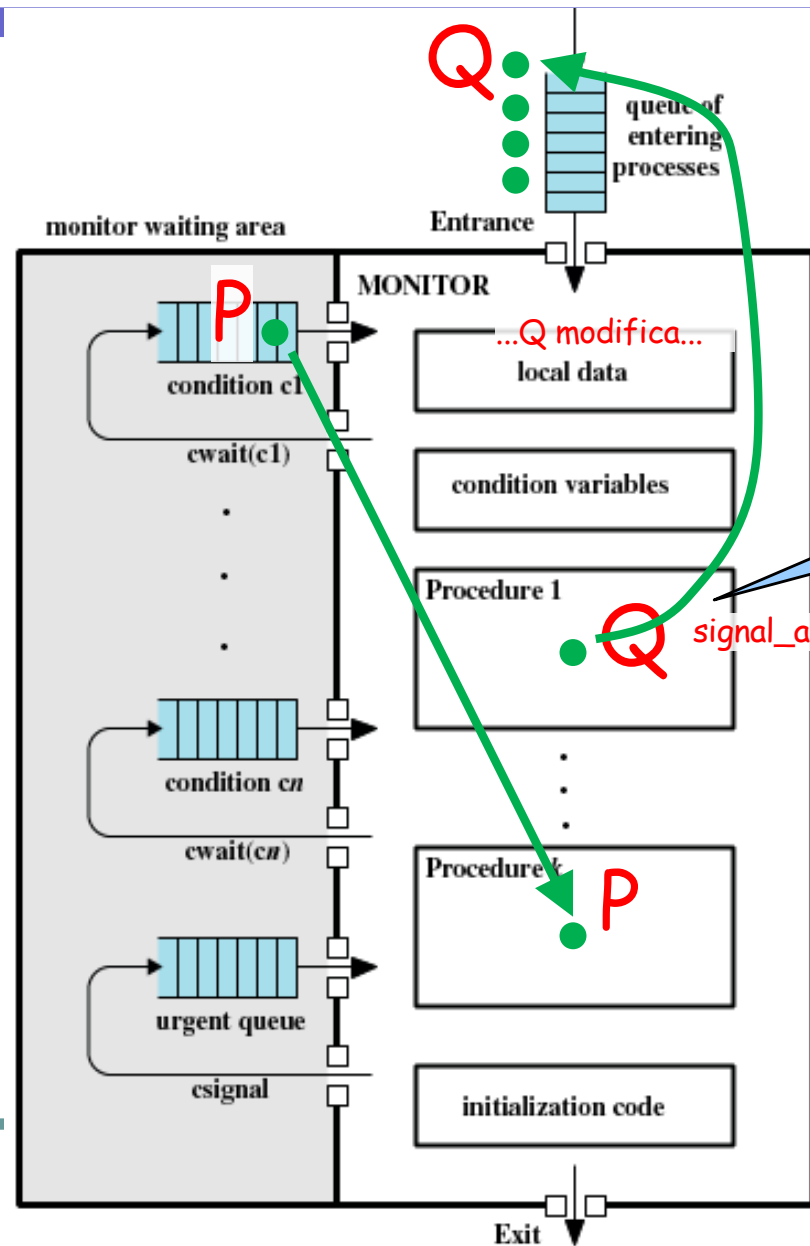 Q
queue of
entering
processes
Entrance
monitor waiting area
MONITOR
P
condition c1
cwait(c1)
...Q modifica...
local data
condition variables
Procedure 1
Q
signal_a
condition cn
cwait(cn)
Procedure k
P
urgent queue
csignal
initialization code
Exit